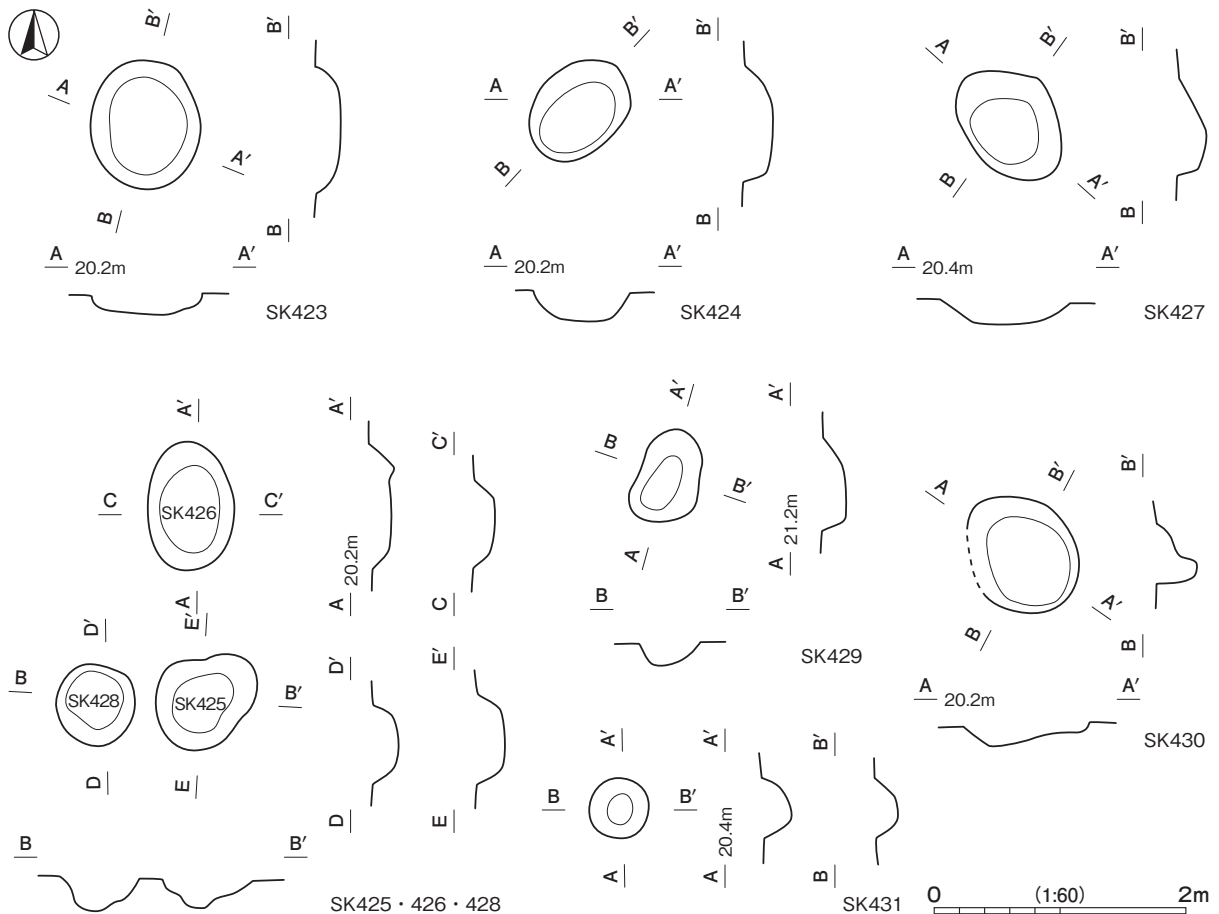 B′
A
A′
B
B′
B
A 20.2m A′
SK423
B′
A A′
B
B′
B
A 20.2m A′
SK424
A B′
B A′
B′
B
A 20.4m A′
SK427
A′
C C′
SK426
A
A′
20.2m
A
C′
C
D′
E′
B B′
SK428 SK425
D E
D′
D
E′
E
B B′
SK425・426・428
A′
B
B′
A
A′
21.2m
A
B B′
SK429
A′
B B′
A
A′
20.4m
A
B′
B
SK431
A B′
B A′
B′
B
A 20.2m A′
SK430
0 (1:60) 2m